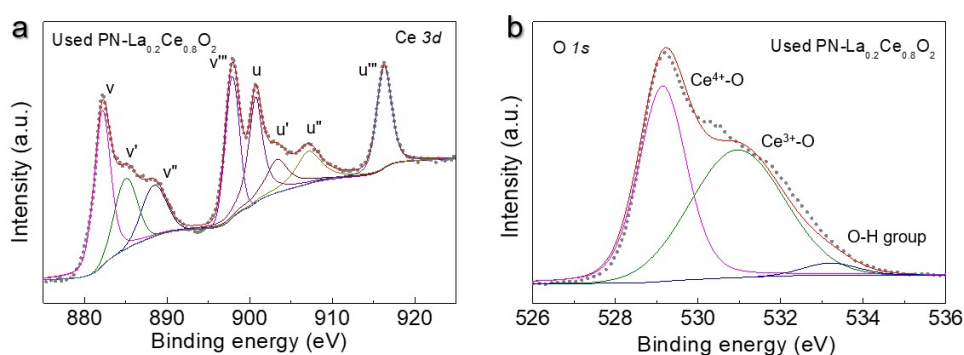 a
Used PN-La0.2Ce0.8O2
Ce 3d
v
v'
v''
v'''
u
u'
u''
u'''
Intensity (a.u.)
880 890 900 910 920
Binding energy (eV)
b
O 1s
Used PN-La0.2Ce0.8O2
Ce4+-O
Ce3+-O
O-H group
Intensity (a.u.)
526 528 530 532 534 536
Binding energy (eV)